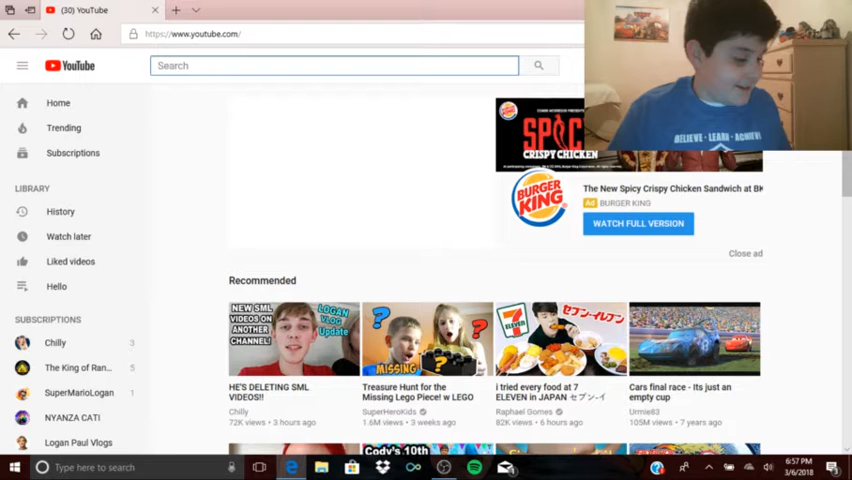 (30) YouTube
https://www.youtube.com/
YouTube
Search
Home
Trending
Subscriptions
LIBRARY
History
Watch later
Liked videos
Hello
SUBSCRIPTIONS
Chilly 3
The King of Ran... 5
SuperMarioLogan 1
NYANZA CATI
Logan Paul Vlogs
BURGER KING
SPIC
CRISPY CHICKEN
BELIEVE - LEARN - ACHIEVE
BURGER KING
The New Spicy Crispy Chicken Sandwich at BK
Ad BURGER KING
WATCH FULL VERSION
Close ad
Recommended
NEW SML VIDEOS ON ANOTHER CHANNEL!
LOGAN VLOG Update
MISSING
7 ELEVEN
セブン-イレブン
HE'S DELETING SML
VIDEOS!!
Chilly
72K views • 3 hours ago
Treasure Hunt for the
Missing Lego Piece! w LEGO
SuperHeroKids
1.6M views • 3 weeks ago
i tried every food at 7
ELEVEN in JAPAN セブン-イ
Raphael Gomes
82K views • 6 hours ago
Cars final race - Its just an
empty cup
Urmie83
105M views • 7 years ago
Cody's 10th
Type here to search
6:57 PM
3/6/2018